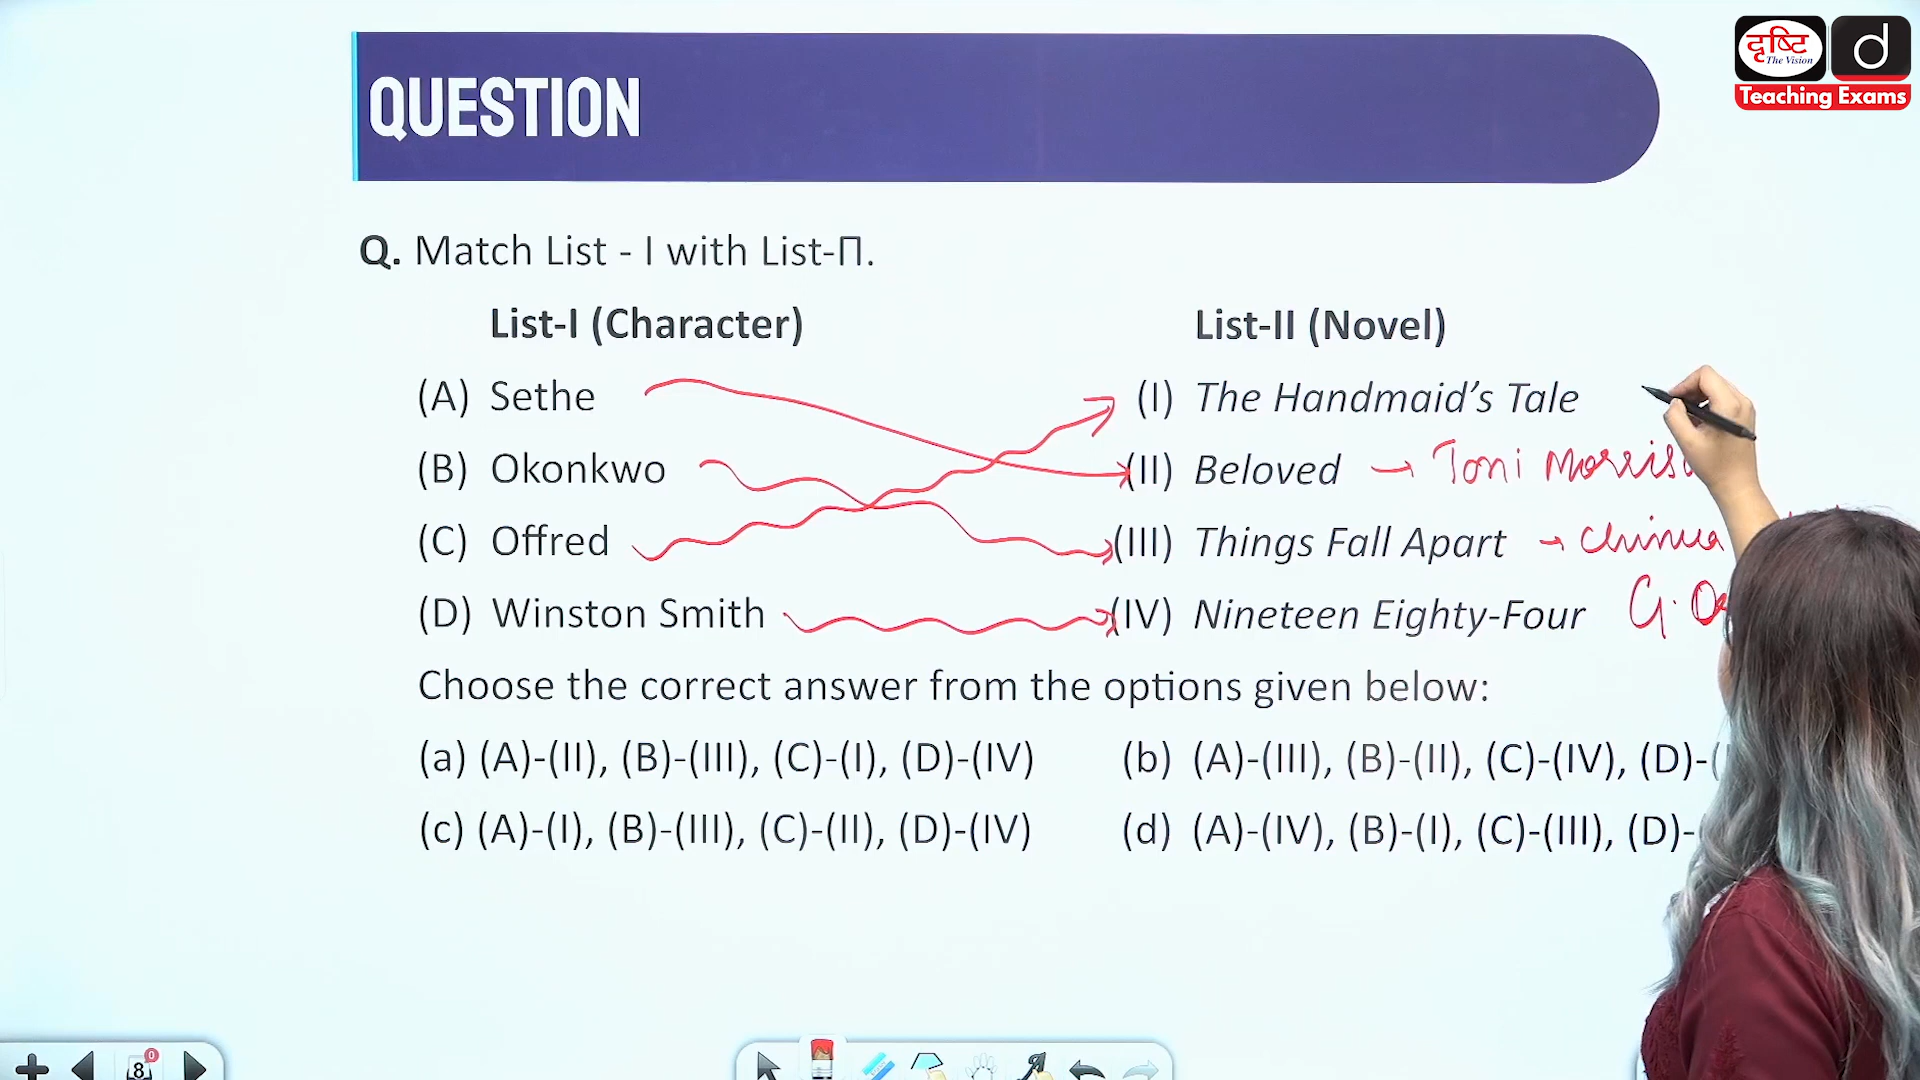 दृष्टि
The Vision
d
Teaching Exams
QUESTION
Q. Match List - I with List-Π.
List-I (Character) List-II (Novel)
(A) Sethe (I) The Handmaid’s Tale
(B) Okonkwo (II) Beloved → Toni
(C) Offred (III) Things Fall Apart → Chinua
(D) Winston Smith (IV) Nineteen Eighty-Four G.
Choose the correct answer from the options given below:
(a) (A)-(II), (B)-(III), (C)-(I), (D)-(IV) (b) (A)-(III), (B)-(II), (C)-(IV), (D)-
(c) (A)-(I), (B)-(III), (C)-(II), (D)-(IV) (d) (A)-(IV), (B)-(I), (C)-(III), (D)-
8
0